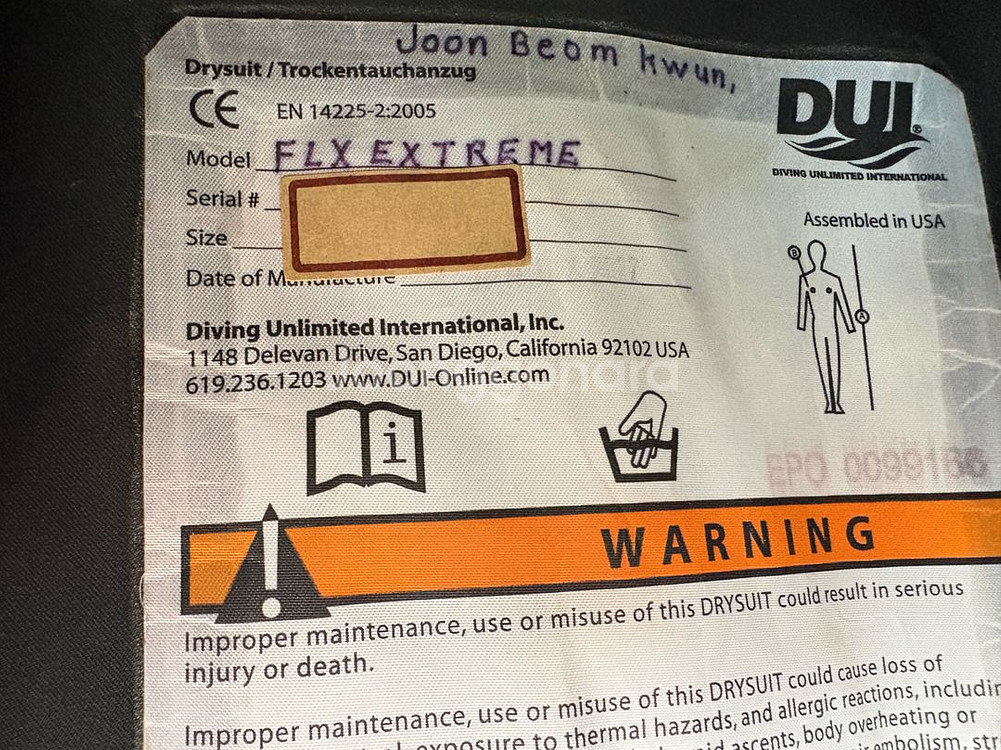 Joon Beom kwun,
Drysuit / Trockentauchanzug
CE EN 14225-2:2005
DUI®
DIVING UNLIMITED INTERNATIONAL
Model FLX EXTREME
Serial #
Assembled in USA
Size
Date of Manufacture
B
A
Diving Unlimited International, Inc.
1148 Delevan Drive, San Diego, California 92102 USA
619.236.1203 www.DUI-Online.com
i
EPO
WARNING
Improper maintenance, use or misuse of this DRYSUIT could result in serious
injury or death.
Improper maintenance, use or misuse of this DRYSUIT could cause loss of
exposure to thermal hazards, and allergic reactions,
ascents, body overheating or